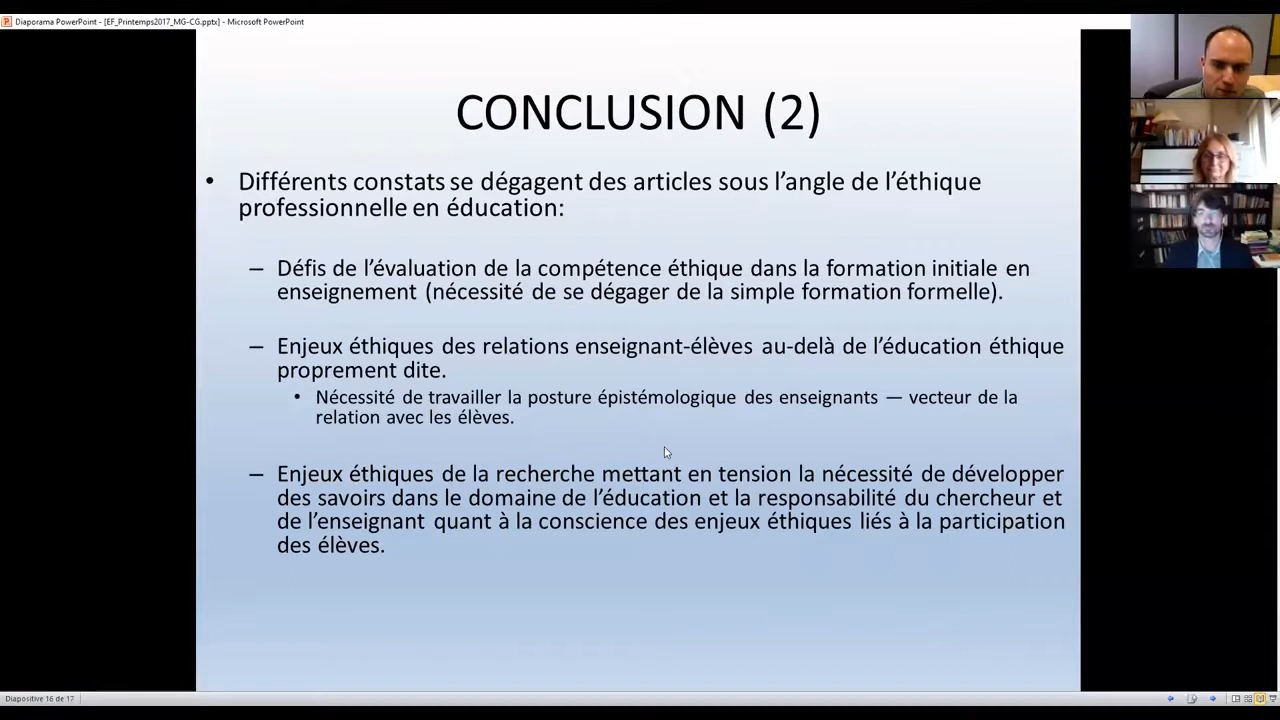 Diaporama PowerPoint - [EF_Printemps2017_MG-CG.pptx] - Microsoft PowerPoint
CONCLUSION (2)
• Différents constats se dégagent des articles sous l'angle de l'éthique
professionnelle en éducation:
– Défis de l'évaluation de la compétence éthique dans la formation initiale en
enseignement (nécessité de se dégager de la simple formation formelle).
– Enjeux éthiques des relations enseignant-élèves au-delà de l'éducation éthique
proprement dite.
• Nécessité de travailler la posture épistémologique des enseignants — vecteur de la
relation avec les élèves.
– Enjeux éthiques de la recherche mettant en tension la nécessité de développer
des savoirs dans le domaine de l'éducation et la responsabilité du chercheur et
de l'enseignant quant à la conscience des enjeux éthiques liés à la participation
des élèves.
Diapositive 16 de 17